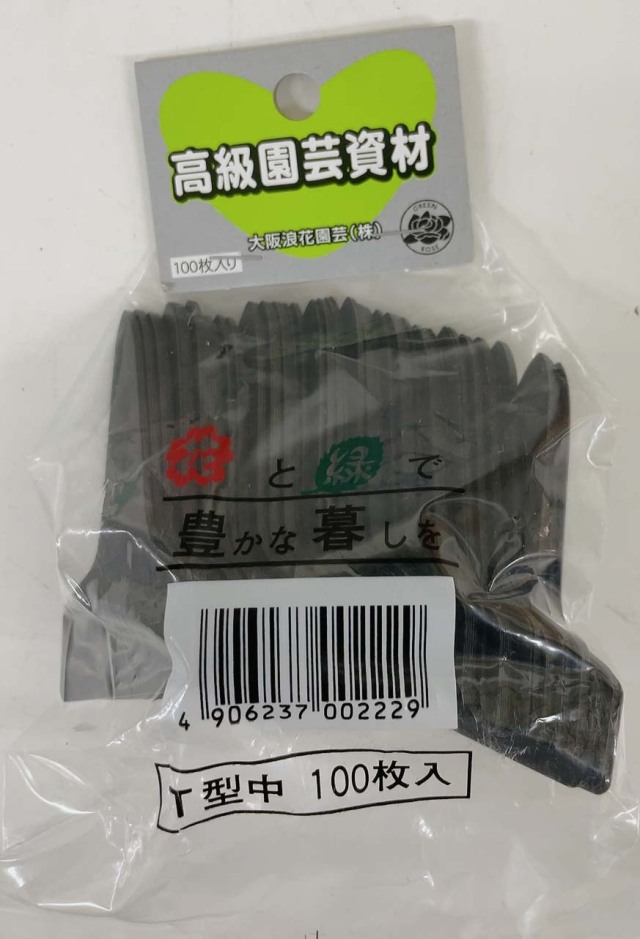 高級園芸資材
大阪浪花園芸(株)
GREEN
ROSE
100枚入り
花と緑で
豊かな暮しを
4 906237 002229
T型中 100枚入